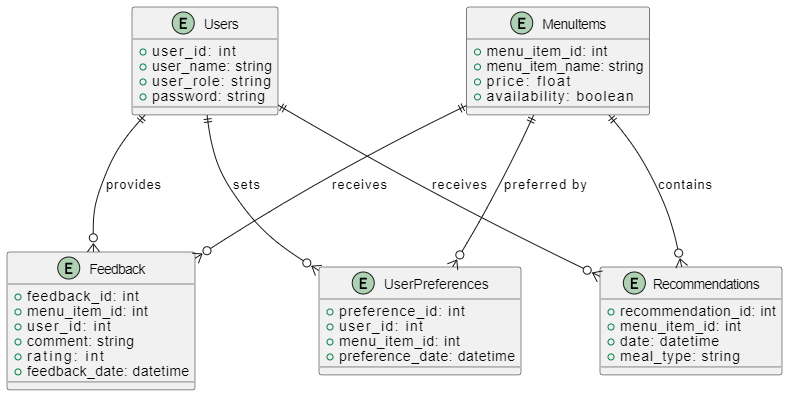 E Users
user_id: int
user_name: string
user_role: string
password: string
E MenuItems
menu_item_id: int
menu_item_name: string
price: float
availability: boolean
provides
sets
receives
receives
preferred by
contains
E Feedback
feedback_id: int
menu_item_id: int
user_id: int
comment: string
rating: int
feedback_date: datetime
E UserPreferences
preference_id: int
user_id: int
menu_item_id: int
preference_date: datetime
E Recommendations
recommendation_id: int
menu_item_id: int
date: datetime
meal_type: string